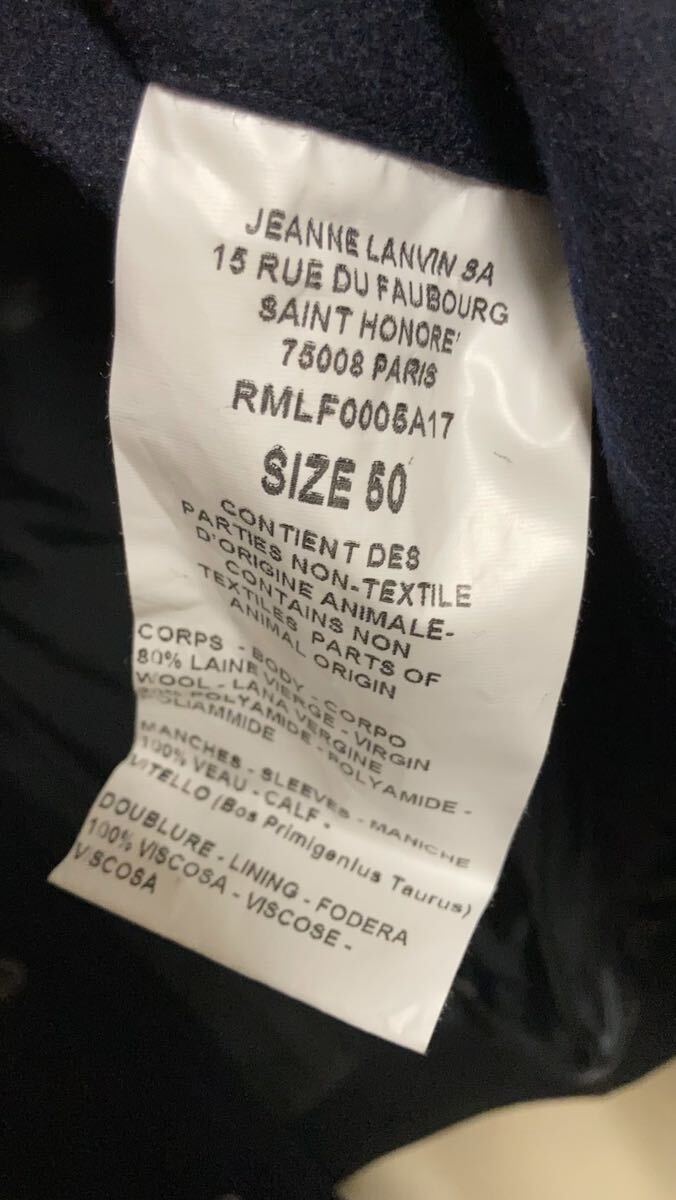 JEANNE LANVIN SA
15 RUE DU FAUBOURG
SAINT HONORE'
75008 PARIS
RMLF0005A17
SIZE 50
CONTIENT DES
PARTIES NON-TEXTILE
D'ORIGINE ANIMALE-
CONTAINS NON
TEXTILES PARTS OF
ANIMAL ORIGIN
CORPS - BODY - CORPO
80% LAINE VIERGE - VIRGIN
WOOL - LANA VERGINE
20% POLYAMIDE - POLYAMIDE -
POLIAMMIDE
MANCHES - SLEEVES - MANICHE
100% VEAU - CALF -
VITELLO (Bos Primigenius Taurus)
DOUBLURE - LINING - FODERA
100% VISCOSA - VISCOSE -
VISCOSA